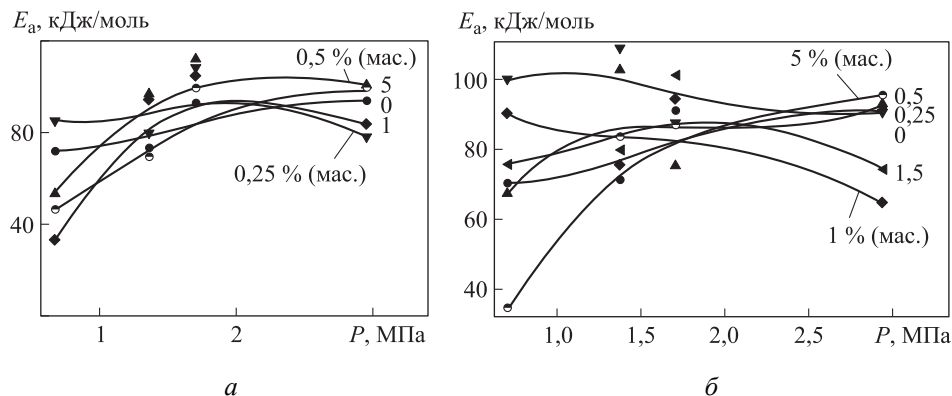 Eа, кДж/моль
80
40
0,5 % (мас.)
5
0
1
0,25 % (мас.)
1
2
P, МПа
а
Eа, кДж/моль
100
80
60
40
5 % (мас.)
0,5
0,25
0
1,5
1 % (мас.)
1,0
1,5
2,0
2,5
P, МПа
б